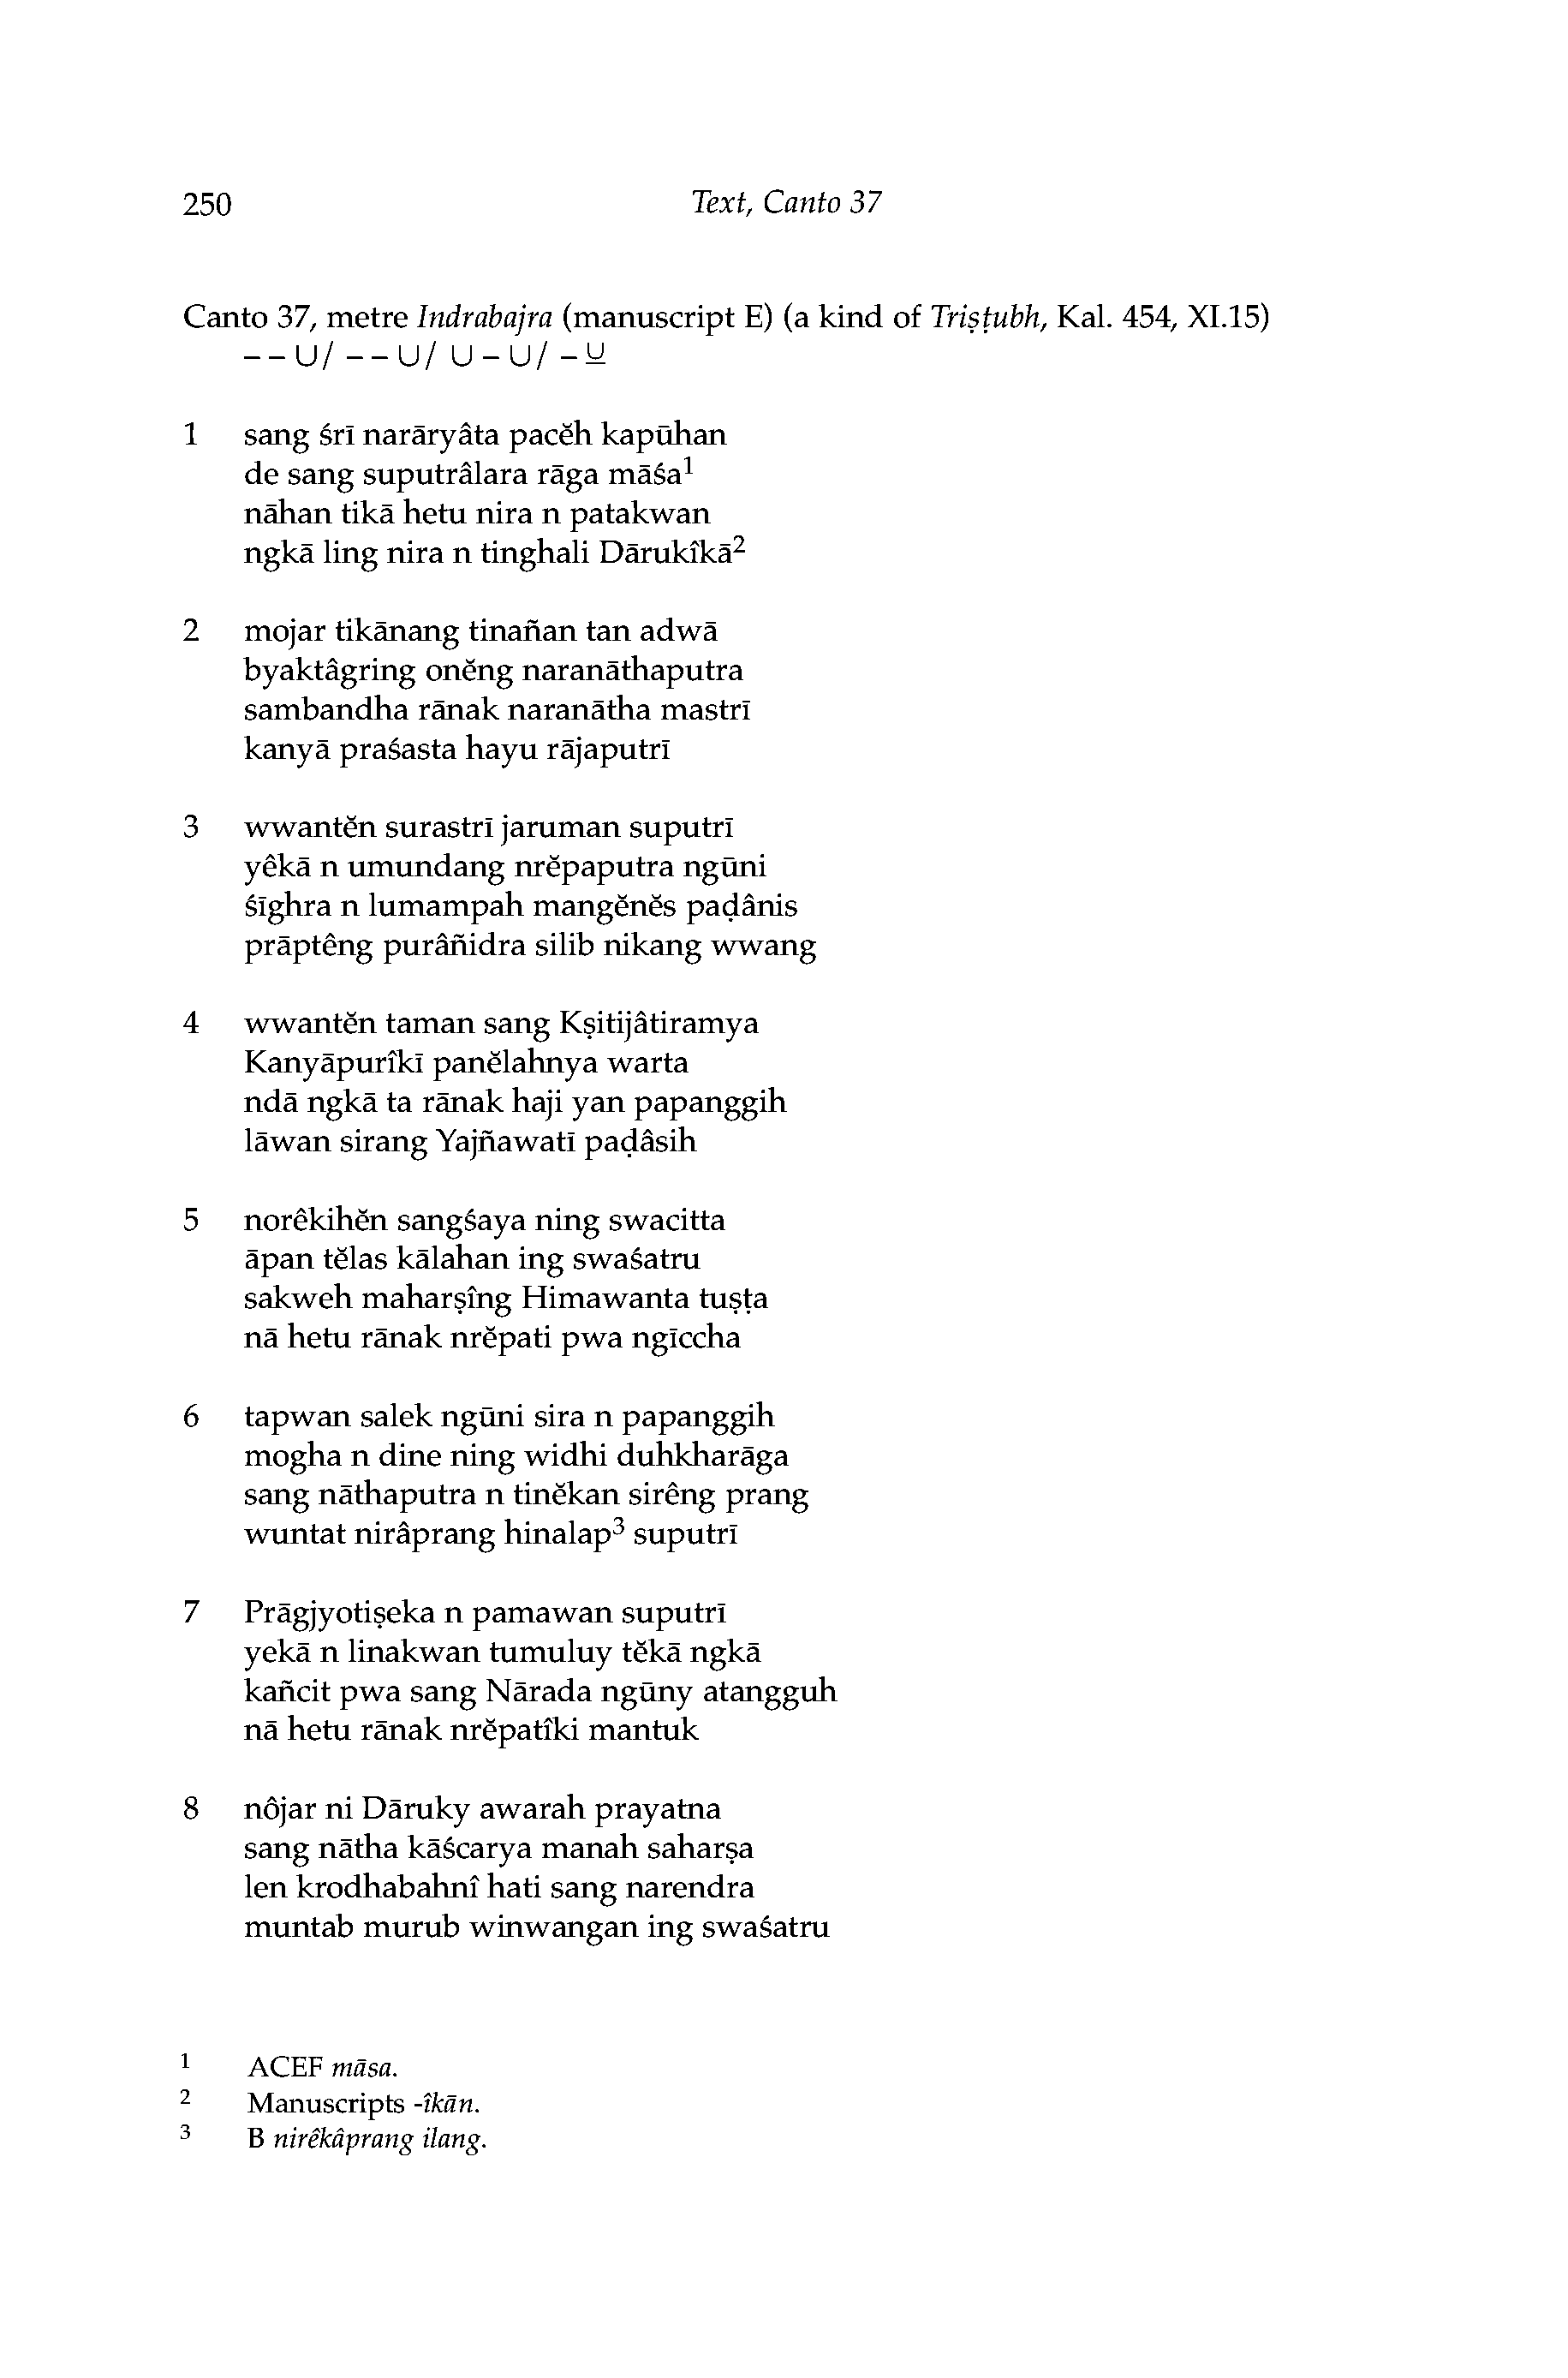 250 Text, Canto 37
Canto 37, metre Indrabajra (manuscript E) (a kind of Triṣṭubh, Kal. 454, XI.15)
– – ∪/ – – ∪/ ∪ – ∪/ – ⊻
1 sang śrī narāryâta pacĕh kapūhan
de sang suputrâlara rāga māśa¹
nāhan tikā hetu nira n patakwan
ngkā ling nira n tinghali Dārukîkā²
2 mojar tikānang tinañan tan adwā
byaktâgring onĕng naranāthaputra
sambandha rānak naranātha mastrī
kanyā praśasta hayu rājaputrī
3 wwantĕn surastrī jaruman suputrī
yêkā n umundang nrĕpaputra ngūni
śīghra n lumampah mangĕnĕs paḍânis
prāptêng purâñidra silib nikang wwang
4 wwantĕn taman sang Kṣitijâtiramya
Kanyāpurîkī panĕlahnya warta
ndā ngkā ta rānak haji yan papanggih
lāwan sirang Yajñawatī paḍâsih
5 norêkihĕn sangśaya ning swacitta
āpan tĕlas kālahan ing swaśatru
sakweh maharṣîng Himawanta tuṣṭa
nā hetu rānak nrĕpati pwa ngīccha
6 tapwan salek ngūni sira n papanggih
mogha n dine ning widhi duhkharāga
sang nāthaputra n tinĕkan sirêng prang
wuntat nirâprang hinalap³ suputrī
7 Prāgjyotiṣeka n pamawan suputrī
yekā n linakwan tumuluy tĕkā ngkā
kañcit pwa sang Nārada ngūny atangguh
nā hetu rānak nrĕpatîki mantuk
8 nôjar ni Dāruky awarah prayatna
sang nātha kāścarya manah saharṣa
len krodhabahnî hati sang narendra
muntab murub winwangan ing swaśatru
1 ACEF māsa.
2 Manuscripts -îkān.
3 B nirêkâprang ilang.